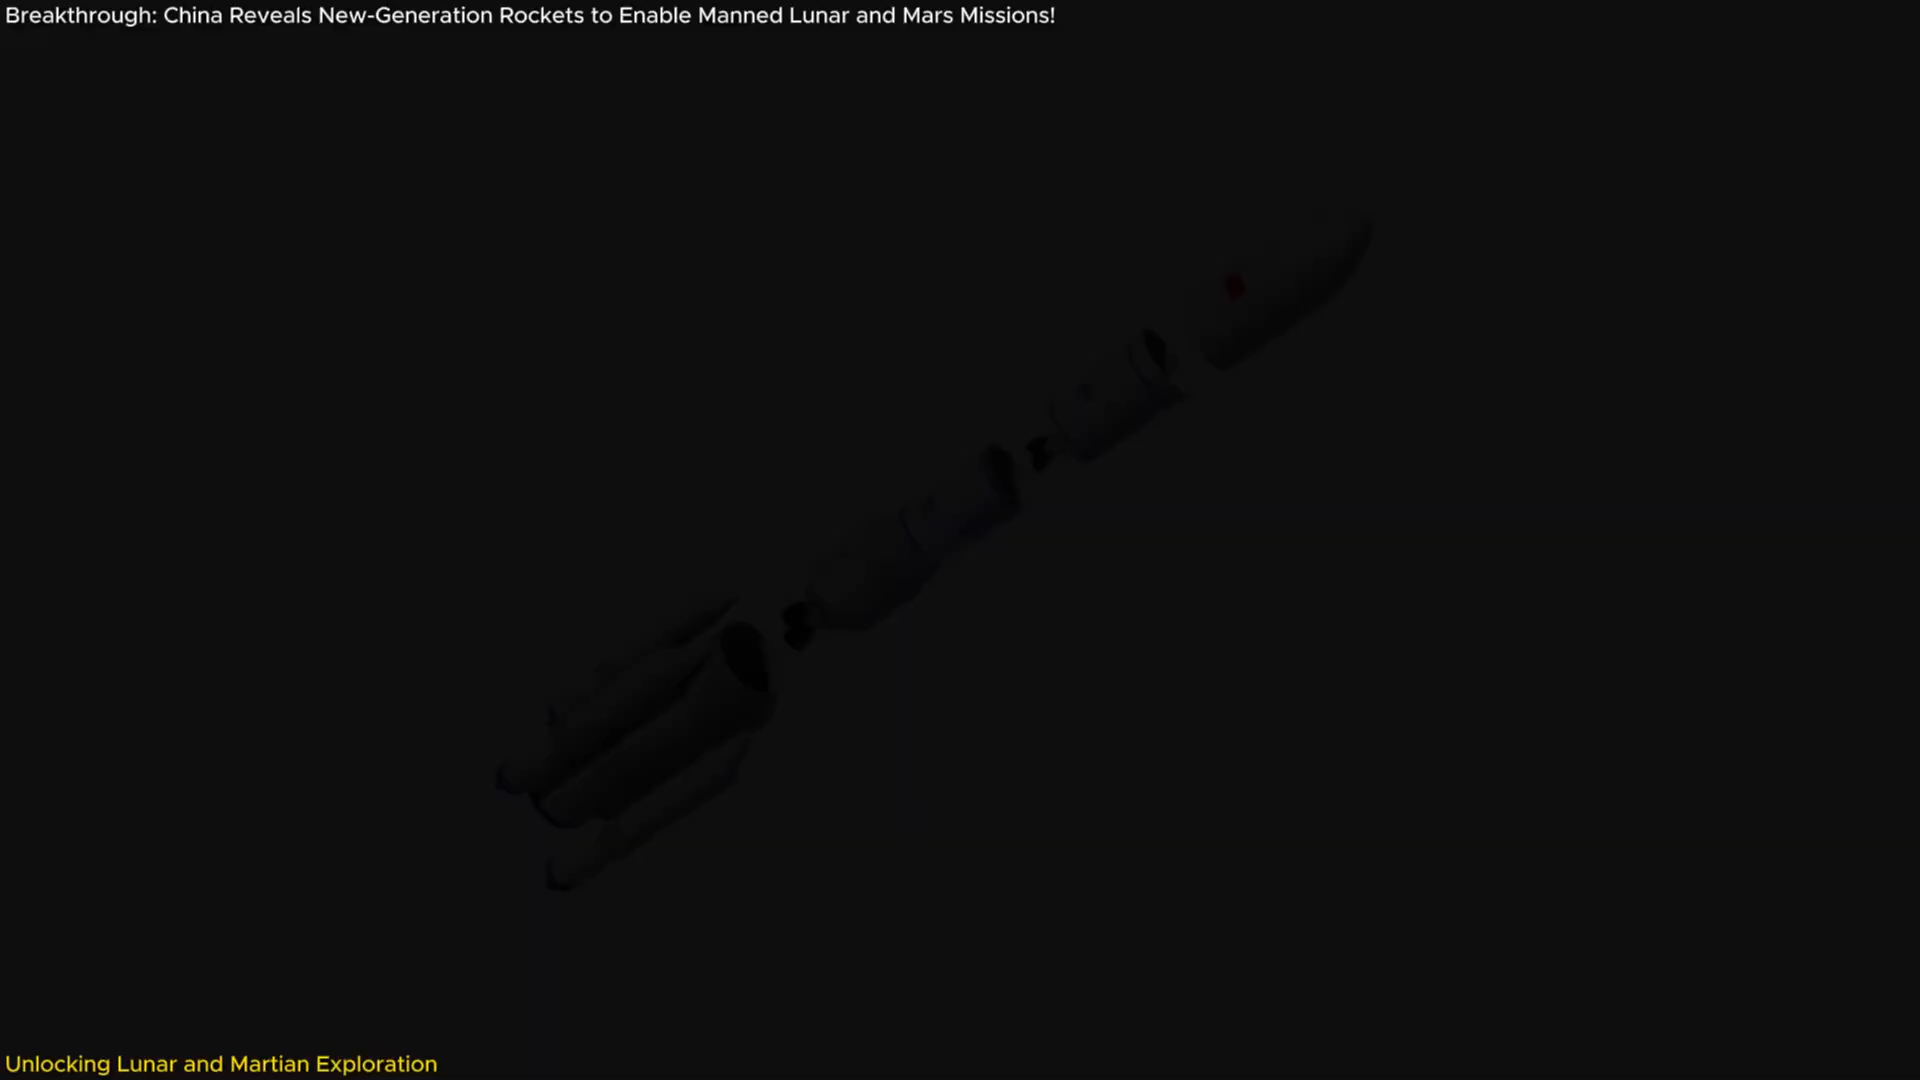 Breakthrough: China Reveals New-Generation Rockets to Enable Manned Lunar and Mars Missions!
Unlocking Lunar and Martian Exploration